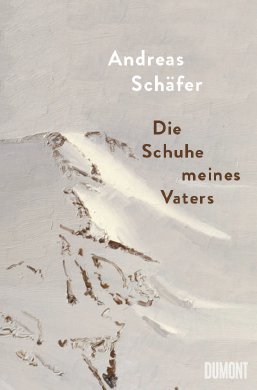 Andreas
Schäfer
Die
Schuhe
meines
Vaters
DUMONT